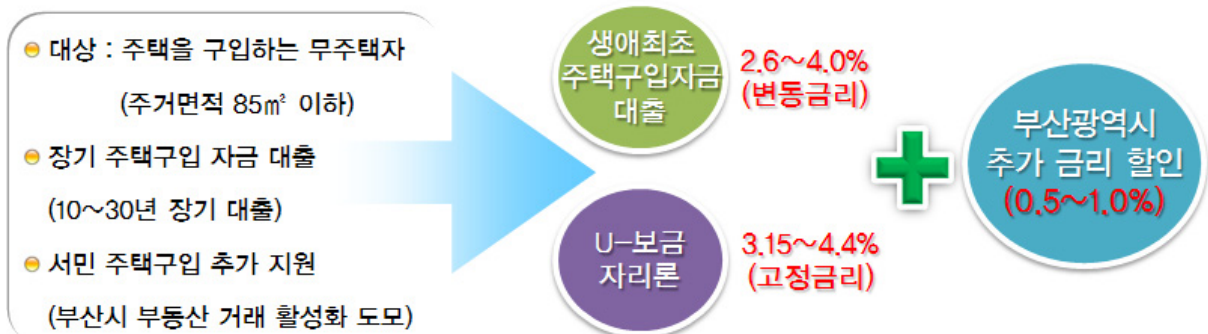 대상 : 주택을 구입하는 무주택자
(주거면적 85㎡ 이하)
장기 주택구입 자금 대출
(10~30년 장기 대출)
서민 주택구입 추가 지원
(부산시 부동산 거래 활성화 도모)
생애최초
주택구입자금
대출
2.6~4.0%
(변동금리)
U-보금
자리론
3.15~4.4%
(고정금리)
부산광역시
추가 금리 할인
(0.5~1.0%)